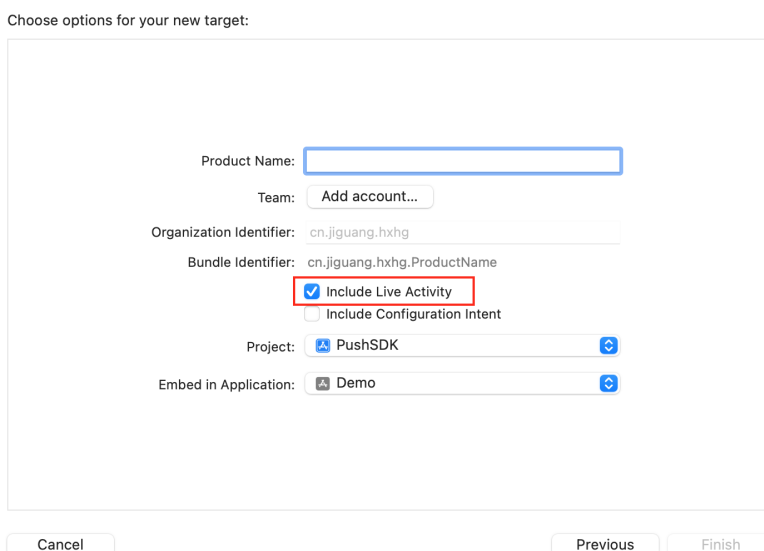 Choose options for your new target:
Product Name:
Team: Add account...
Organization Identifier: cn.jiguang.hxhg
Bundle Identifier: cn.jiguang.hxhg.ProductName
Include Live Activity
Include Configuration Intent
Project: PushSDK
Embed in Application: Demo
Cancel Previous Finish